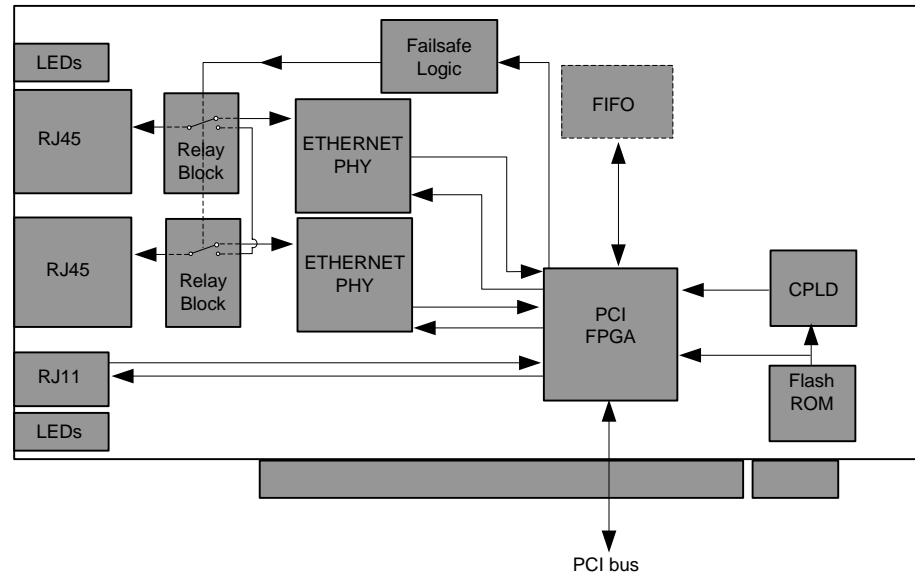 LEDs
Failsafe
Logic
FIFO
RJ45
Relay
Block
ETHERNET
PHY
RJ45
Relay
Block
ETHERNET
PHY
PCI
FPGA
CPLD
RJ11
Flash
ROM
LEDs
PCI bus